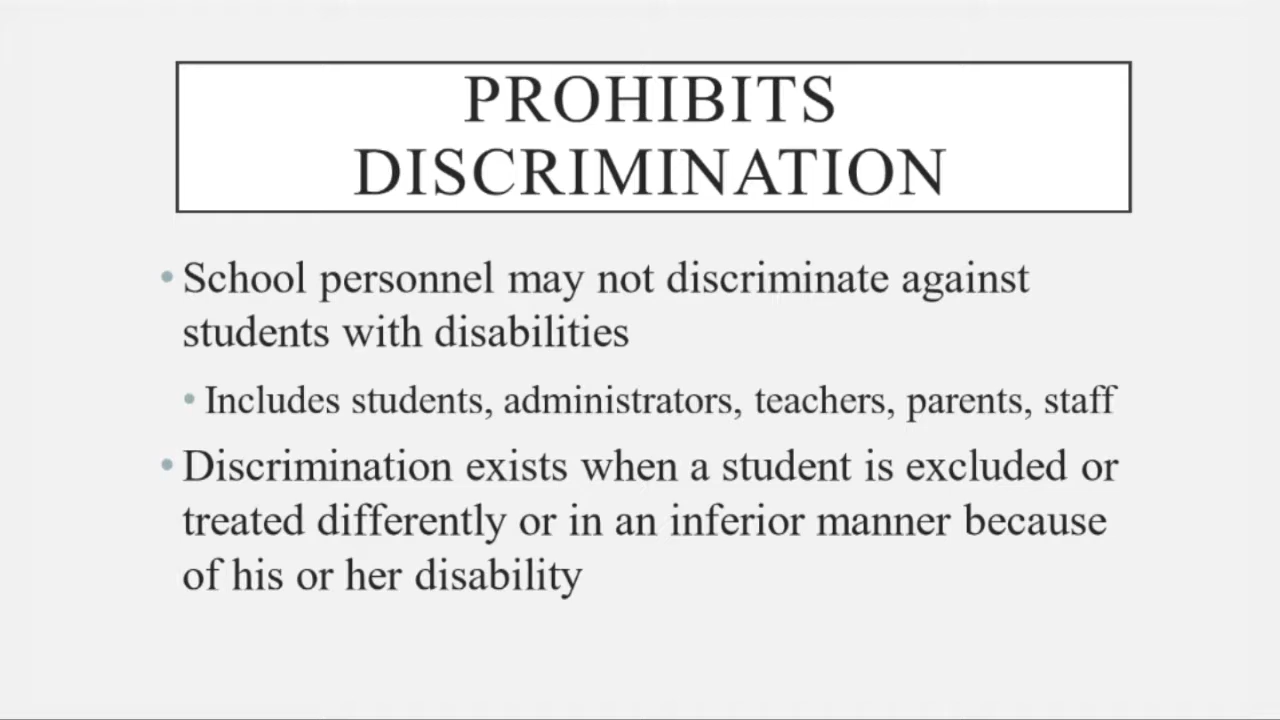 PROHIBITS
DISCRIMINATION
• School personnel may not discriminate against
students with disabilities
• Includes students, administrators, teachers, parents, staff
• Discrimination exists when a student is excluded or
treated differently or in an inferior manner because
of his or her disability